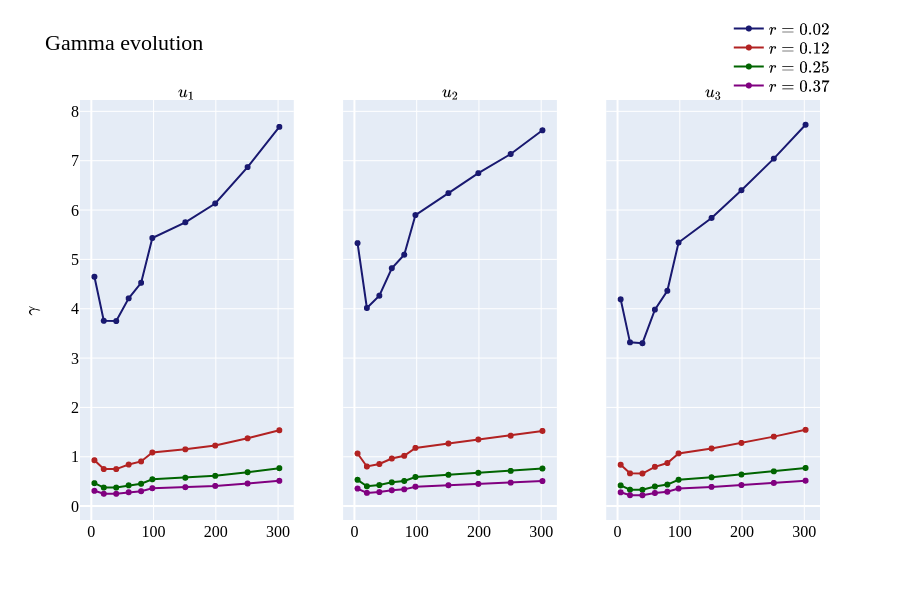 Gamma evolution
r = 0.02
r = 0.12
r = 0.25
r = 0.37
u₁ u₂ u₃
8
7
6
5
4
3
2
1
0
γ
0 100 200 300 0 100 200 300 0 100 200 300